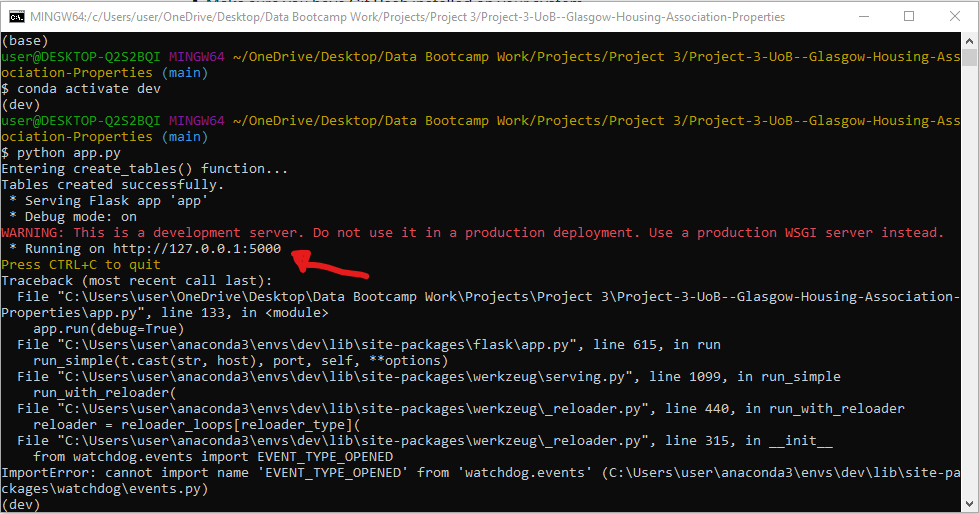 MINGW64:/c/Users/user/OneDrive/Desktop/Data Bootcamp Work/Projects/Project 3/Project-3-UoB--Glasgow-Housing-Association-Properties
(base)
user@DESKTOP-Q2S2BQI MINGW64 ~/OneDrive/Desktop/Data Bootcamp Work/Projects/Project 3/Project-3-UoB--Glasgow-Housing-Ass
ociation-Properties (main)
$ conda activate dev
(dev)
user@DESKTOP-Q2S2BQI MINGW64 ~/OneDrive/Desktop/Data Bootcamp Work/Projects/Project 3/Project-3-UoB--Glasgow-Housing-Ass
ociation-Properties (main)
$ python app.py
Entering create_tables() function...
Tables created successfully.
 * Serving Flask app 'app'
 * Debug mode: on
WARNING: This is a development server. Do not use it in a production deployment. Use a production WSGI server instead.
 * Running on http://127.0.0.1:5000
Press CTRL+C to quit
Traceback (most recent call last):
  File "C:\Users\user\OneDrive\Desktop\Data Bootcamp Work\Projects\Project 3\Project-3-UoB--Glasgow-Housing-Association-
Properties\app.py", line 133, in <module>
    app.run(debug=True)
  File "C:\Users\user\anaconda3\envs\dev\lib\site-packages\flask\app.py", line 615, in run
    run_simple(t.cast(str, host), port, self, **options)
  File "C:\Users\user\anaconda3\envs\dev\lib\site-packages\werkzeug\serving.py", line 1099, in run_simple
    run_with_reloader(
  File "C:\Users\user\anaconda3\envs\dev\lib\site-packages\werkzeug\_reloader.py", line 440, in run_with_reloader
    reloader = reloader_loops[reloader_type](
  File "C:\Users\user\anaconda3\envs\dev\lib\site-packages\werkzeug\_reloader.py", line 315, in __init__
    from watchdog.events import EVENT_TYPE_OPENED
ImportError: cannot import name 'EVENT_TYPE_OPENED' from 'watchdog.events' (C:\Users\user\anaconda3\envs\dev\lib\site-pa
ckages\watchdog\events.py)
(dev)